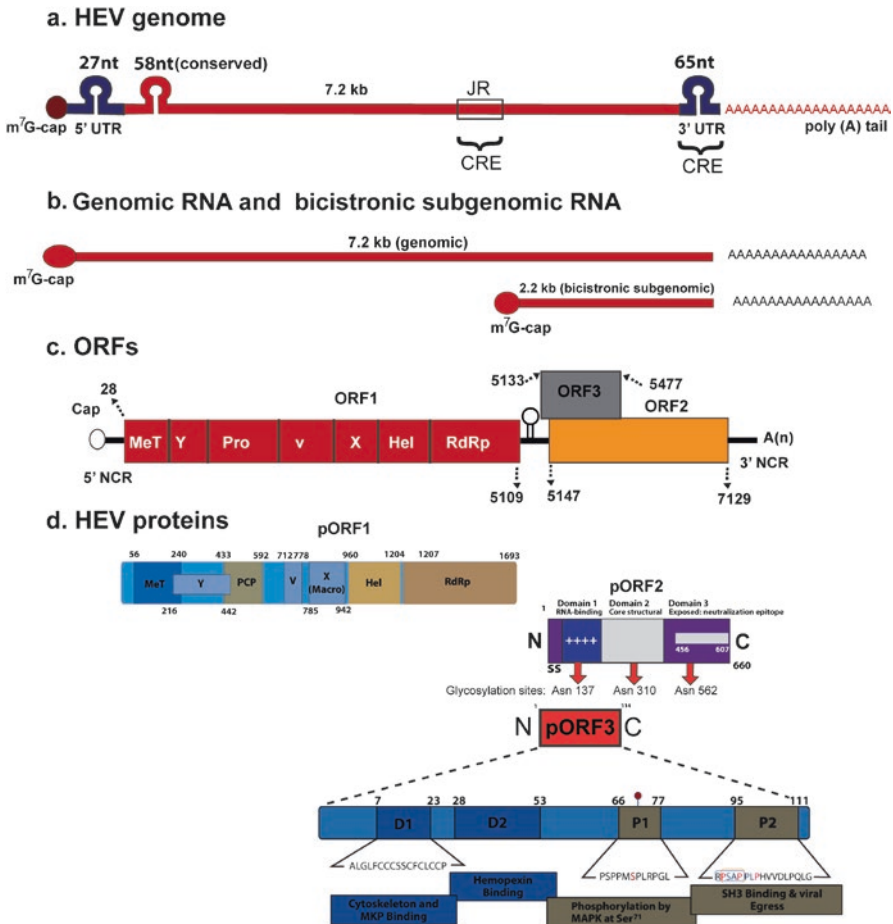 a. HEV genome
27nt
58nt(conserved)
65nt
7.2 kb
JR
m7G-cap
5' UTR
3' UTR
AAAAAAAAAAAAAAAAAAA
poly (A) tail
CRE
CRE
b. Genomic RNA and bicistronic subgenomic RNA
7.2 kb (genomic)
AAAAAAAAAAAAAAAA
m7G-cap
2.2 kb (bicistronic subgenomic)
AAAAAAAAAAAAAAAA
m7G-cap
c. ORFs
5133
5477
28
ORF3
Cap
ORF1
ORF2
MeT Y Pro v X Hel RdRp
A(n)
5' NCR
3' NCR
5109
5147
7129
d. HEV proteins
pORF1
56 240 433 592 712 778 960 1204 1207 1693
MeT Y PCP V X (Macro) Hel RdRp
216 442 785 942
pORF2
1
Domain 1 Domain 2 Domain 3
RNA-binding Core structural Exposed: neutralization epitope
N ++++ C
456 607
SS
660
Glycosylation sites: Asn 137 Asn 310 Asn 562
N pORF3 C
7 23 28 53 66 77 95 111
D1 D2 P1 P2
ALGLFCCCSSCFCLCCP
PSPPMSPLRPGL
RPSAPPLPHVVDLPQLG
Hemopexin
Binding
SH3 Binding & viral
Egress
Cytoskeleton and
MKP Binding
Phosphorylation by
MAPK at Ser71